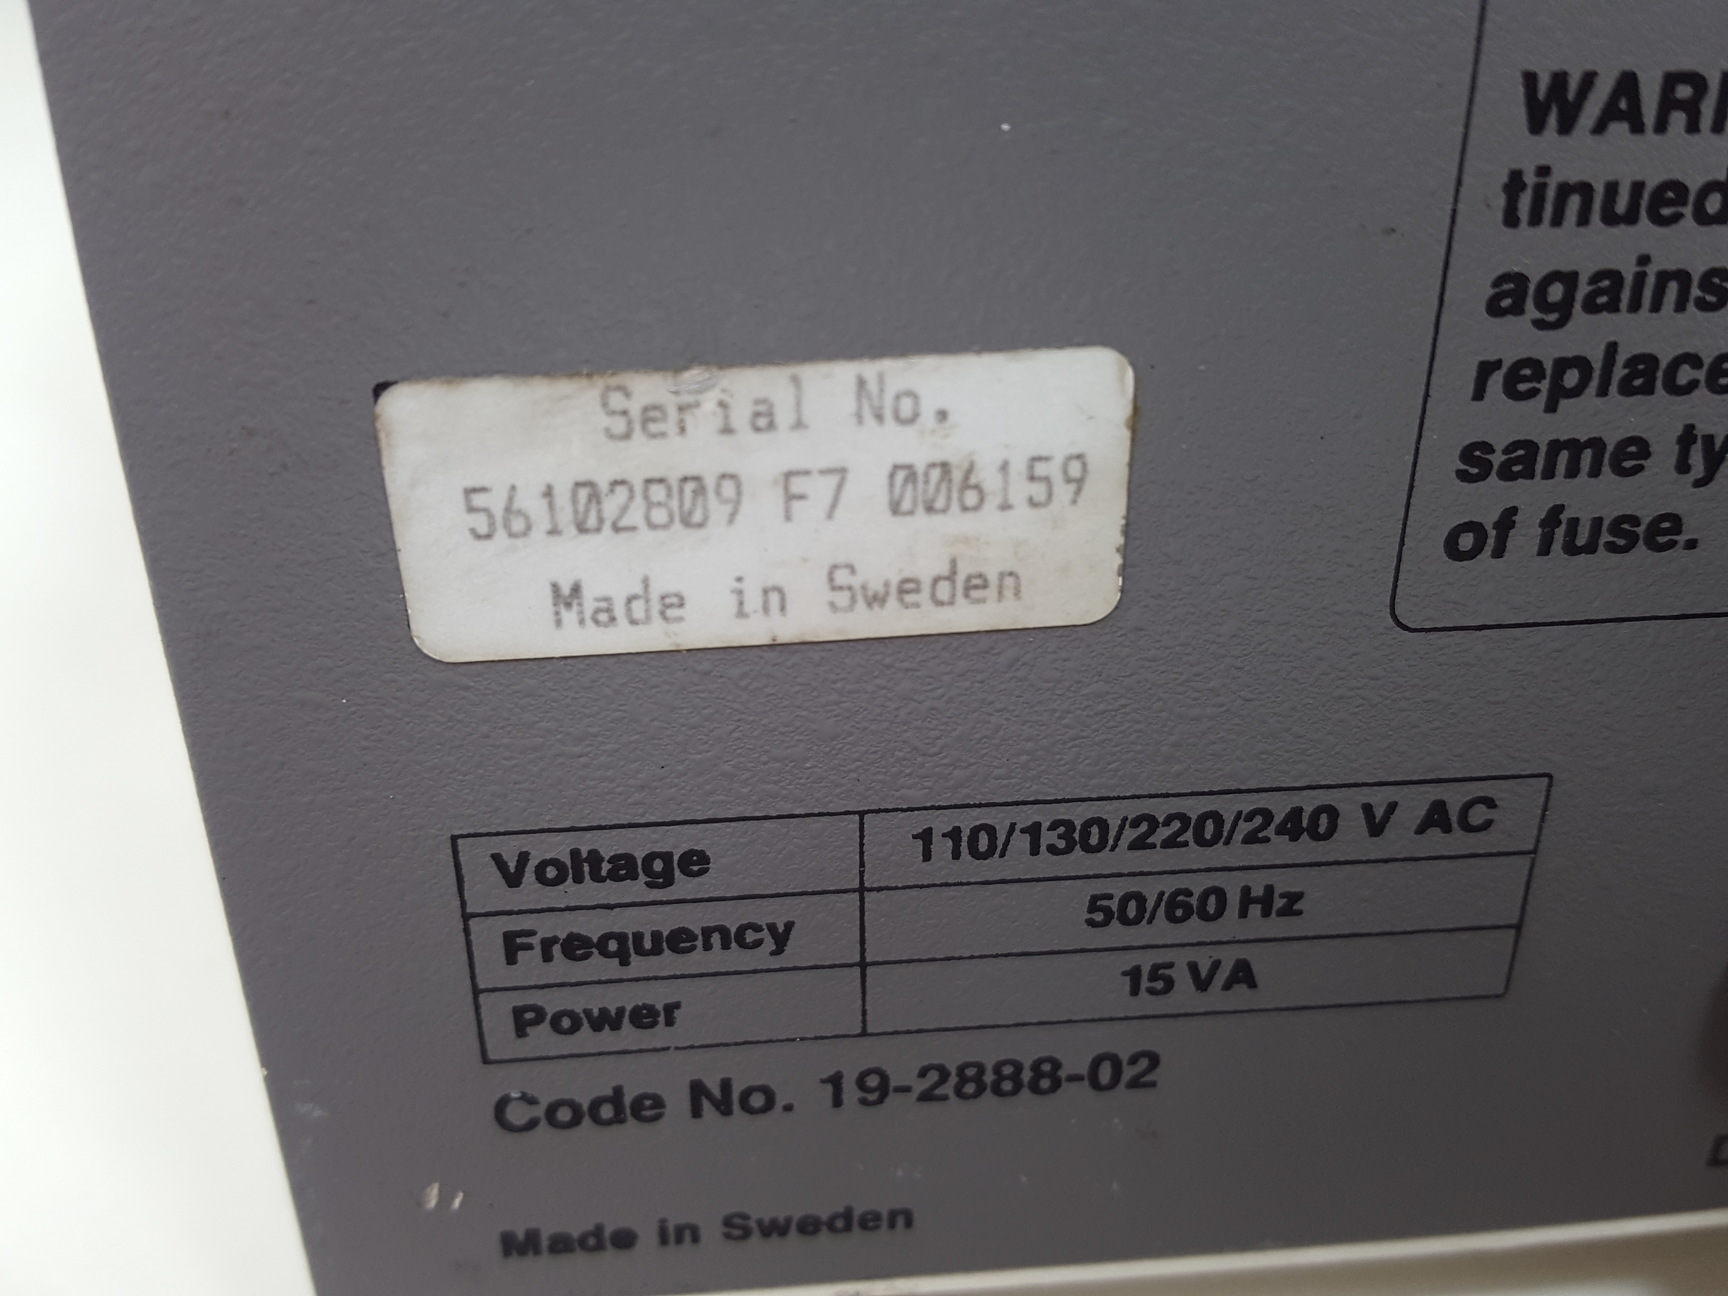 WAR
tinued
against
replace
same ty
of fuse.
Serial No.
56102809 F7 006159
Made in Sweden
Voltage 110/130/220/240 V AC
Frequency 50/60 Hz
Power 15 VA
Code No. 19-2888-02
Made in Sweden